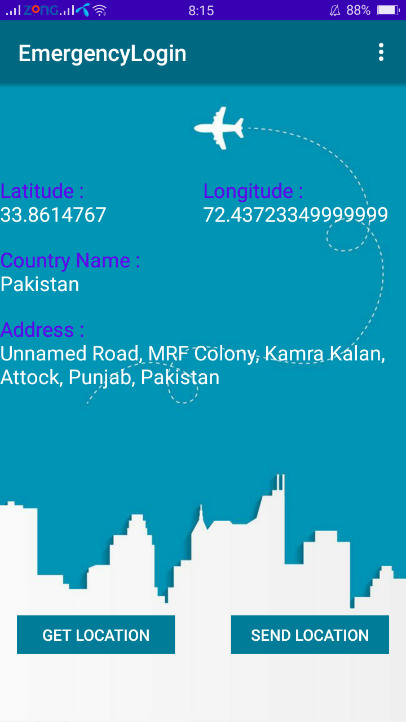 ZONG 8:15 88%
EmergencyLogin
Latitude : Longitude :
33.8614767 72.43723349999999
Country Name :
Pakistan
Address :
Unnamed Road, MRF Colony, Kamra Kalan,
Attock, Punjab, Pakistan
GET LOCATION SEND LOCATION